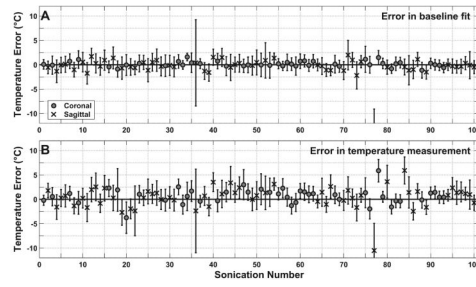 A
Error in baseline fit
Temperature Error (°C)
10
5
0
-5
-10
Coronal
Sagittal
0 10 20 30 40 50 60 70 80 90 100
B
Error in temperature measurement
Temperature Error (°C)
10
5
0
-5
-10
0 10 20 30 40 50 60 70 80 90 100
Sonication Number